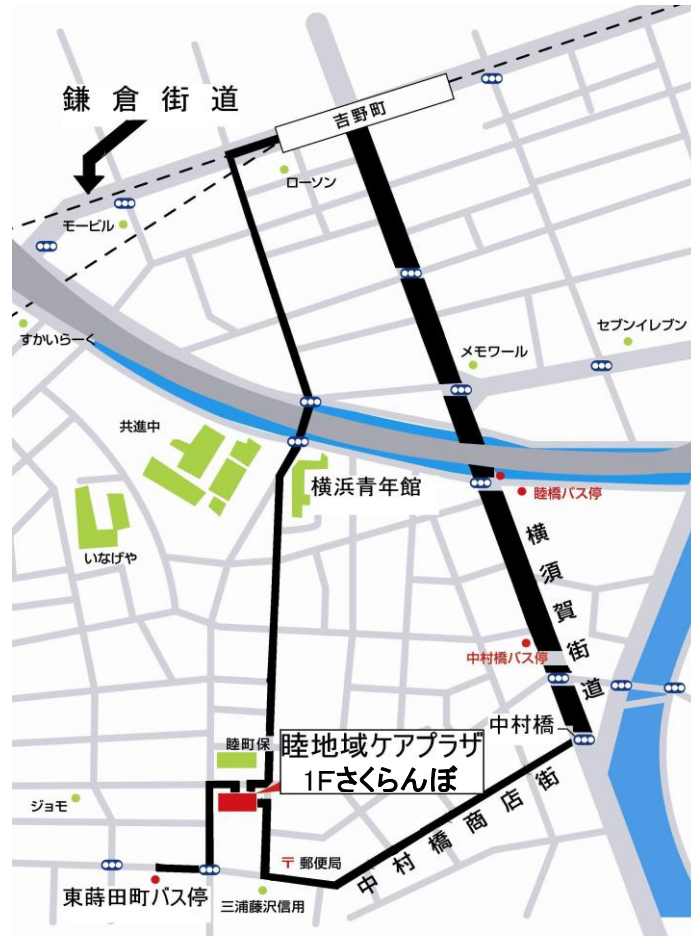 鎌倉街道
吉野町
ローソン
モービル
すかいらーく
セブンイレブン
メモワール
共進中
横浜青年館
睦橋バス停
いなげや
横須賀街道
中村橋バス停
中村橋
睦町保
睦地域ケアプラザ
1Fさくらんぼ
ジョモ
中村橋商店街
〒郵便局
東蒔田町バス停
三浦藤沢信用